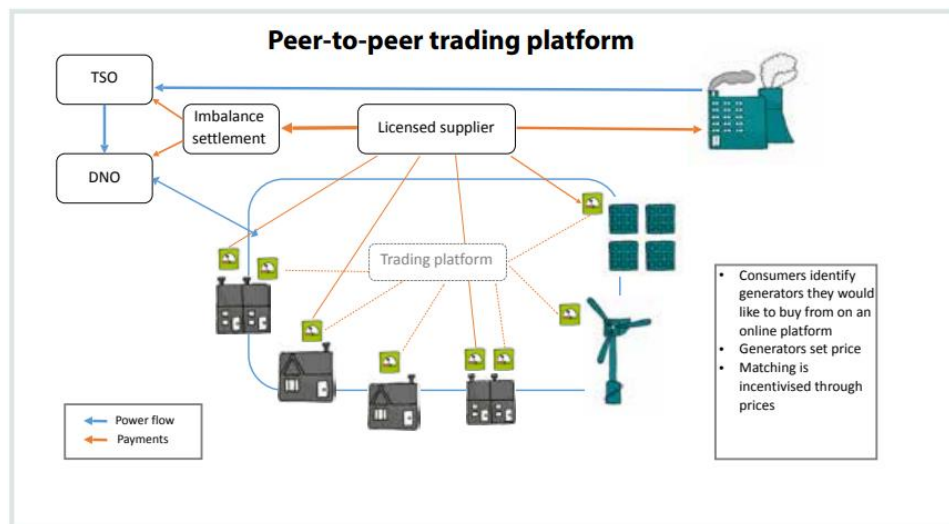 Peer-to-peer trading platform
TSO
Imbalance
settlement
Licensed supplier
DNO
Trading platform
• Consumers identify
generators they would
like to buy from on an
online platform
• Generators set price
• Matching is
incentivised through
prices
Power flow
Payments